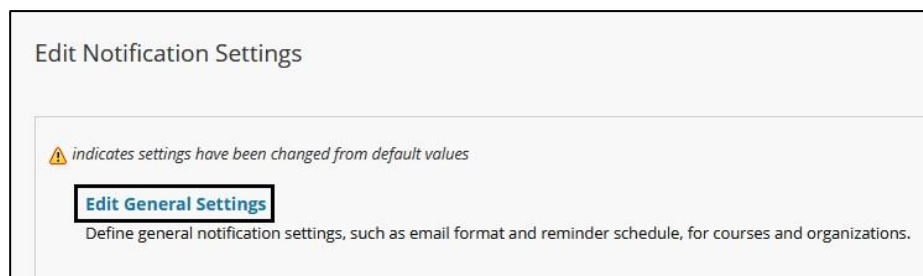 Edit Notification Settings
indicates settings have been changed from default values
Edit General Settings
Define general notification settings, such as email format and reminder schedule, for courses and organizations.